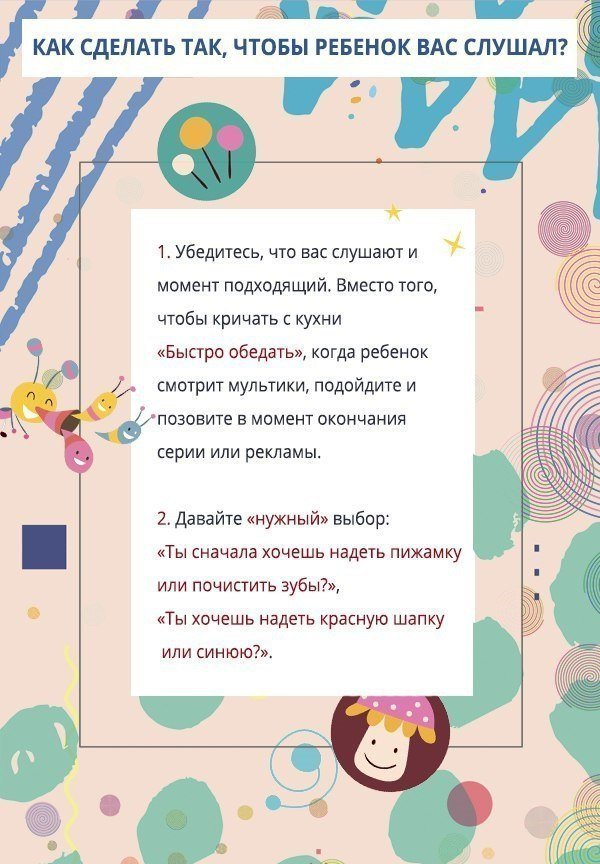 КАК СДЕЛАТЬ ТАК, ЧТОБЫ РЕБЕНОК ВАС СЛУШАЛ?
1. Убедитесь, что вас слушают и
момент подходящий. Вместо того,
чтобы кричать с кухни
«Быстро обедать», когда ребенок
смотрит мультики, подойдите и
позовите в момент окончания
серии или рекламы.
2. Давайте «нужный» выбор:
«Ты сначала хочешь надеть пижамку
или почистить зубы?»,
«Ты хочешь надеть красную шапку
или синюю?».